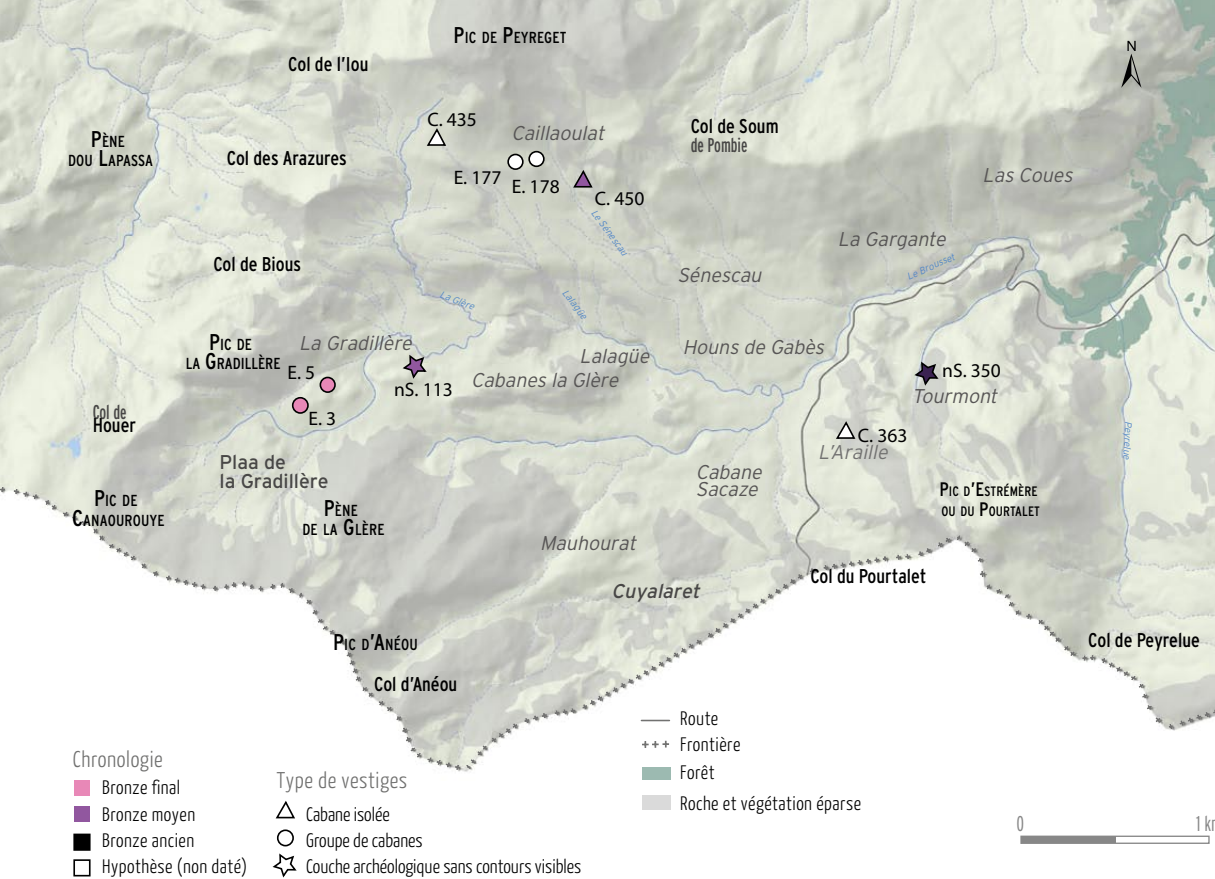 Pic de Peyreget
Col de l'Iou
N
C. 435
Caillaoulat
Col de Soum
de Pombie
Pène
dou Lapassa
Col des Arazures
E. 177
E. 178
C. 450
Las Coues
Le Sénescau
La Gargante
Col de Bious
Sénescau
Le Brousset
La Glère
Lalagüe
Pic de
la Gradillère
La Gradillère
E. 5
nS. 113
Lalagüe
Houns de Gabès
Cabanes la Glère
nS. 350
Tourmont
E. 3
Col de
Houer
C. 363
L'Araille
Peyrelue
Plaa de
la Gradillère
Cabane
Sacaze
Pic de
Canaourouye
Pène
de la Glère
Pic d'Estrémère
ou du Pourtalet
Mauhourat
Col du Pourtalet
Cuyalaret
Pic d'Anéou
Col de Peyrelue
Col d'Anéou
Chronologie
Bronze final
Bronze moyen
Bronze ancien
Hypothèse (non daté)
Type de vestiges
Cabane isolée
Groupe de cabanes
Couche archéologique sans contours visibles
Route
+++ Frontière
Forêt
Roche et végétation éparse
0 1 km